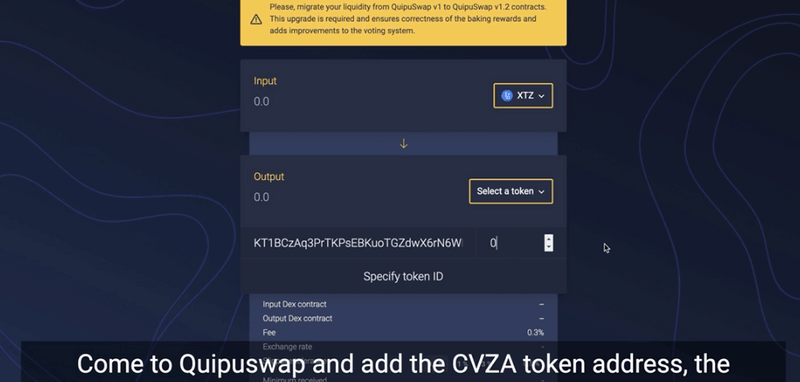 Please, migrate your liquidity from QuipuSwap v1 to QuipuSwap v1.2 contracts.
This upgrade is required and ensures correctness of the baking rewards and
adds improvements to the voting system.
Input
0.0
XTZ
Output
0.0
Select a token
KT1BCzAq3PrTKPsEBKuoTGZdwX6rN6W
0
Specify token ID
Input Dex contract –
Output Dex contract –
Fee 0.3%
Exchange rate
Come to Quipuswap and add the CVZA token address, the
Minimum received